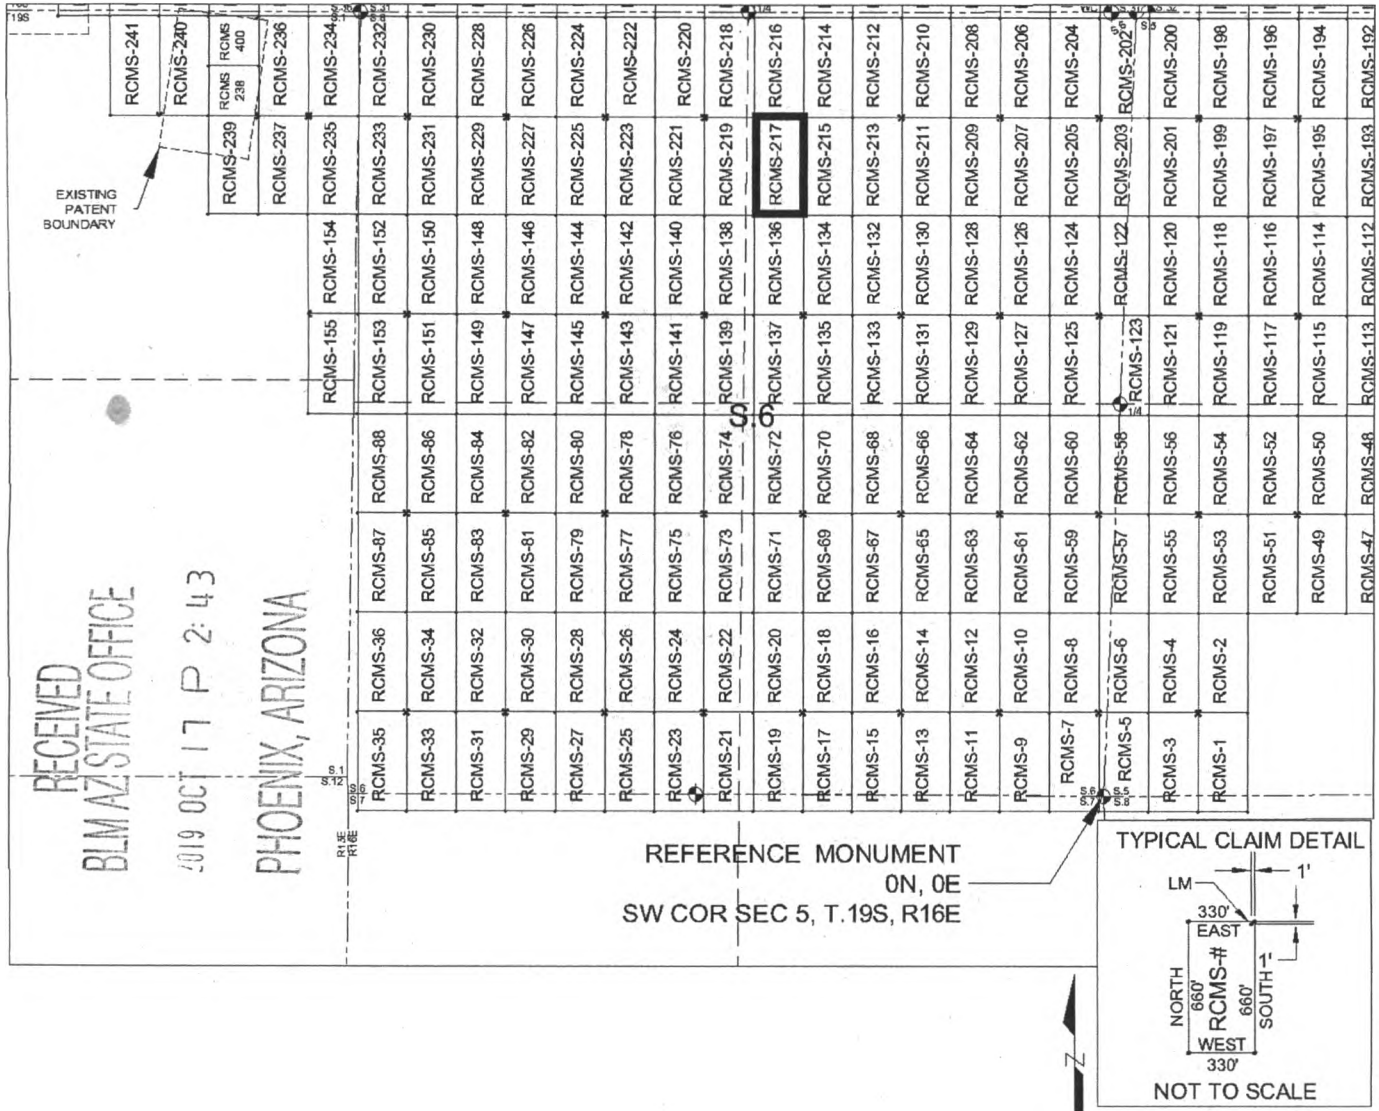 19S
S.1
S.6
1/4
S.5
RCMS-241
RCMS-240
RCMS
400
RCMS
238
RCMS-236
RCMS-234
RCMS-232
RCMS-230
RCMS-228
RCMS-226
RCMS-224
RCMS-222
RCMS-220
RCMS-218
RCMS-216
RCMS-214
RCMS-212
RCMS-210
RCMS-208
RCMS-206
RCMS-204
RCMS-202
RCMS-200
RCMS-198
RCMS-196
RCMS-194
RCMS-192
RCMS-239
RCMS-237
RCMS-235
RCMS-233
RCMS-231
RCMS-229
RCMS-227
RCMS-225
RCMS-223
RCMS-221
RCMS-219
RCMS-217
RCMS-215
RCMS-213
RCMS-211
RCMS-209
RCMS-207
RCMS-205
RCMS-203
RCMS-201
RCMS-199
RCMS-197
RCMS-195
RCMS-193
EXISTING
PATENT
BOUNDARY
RCMS-154
RCMS-152
RCMS-150
RCMS-148
RCMS-146
RCMS-144
RCMS-142
RCMS-140
RCMS-138
RCMS-136
RCMS-134
RCMS-132
RCMS-130
RCMS-128
RCMS-126
RCMS-124
RCMS-122
RCMS-120
RCMS-118
RCMS-116
RCMS-114
RCMS-112
RCMS-155
RCMS-153
RCMS-151
RCMS-149
RCMS-147
RCMS-145
RCMS-143
RCMS-141
RCMS-139
RCMS-137
RCMS-135
RCMS-133
RCMS-131
RCMS-129
RCMS-127
RCMS-125
RCMS-123
RCMS-121
RCMS-119
RCMS-117
RCMS-115
RCMS-113
1/4
S.6
RCMS-88
RCMS-86
RCMS-84
RCMS-82
RCMS-80
RCMS-78
RCMS-76
RCMS-74
RCMS-72
RCMS-70
RCMS-68
RCMS-66
RCMS-64
RCMS-62
RCMS-60
RCMS-58
RCMS-56
RCMS-54
RCMS-52
RCMS-50
RCMS-48
RCMS-87
RCMS-85
RCMS-83
RCMS-81
RCMS-79
RCMS-77
RCMS-75
RCMS-73
RCMS-71
RCMS-69
RCMS-67
RCMS-65
RCMS-63
RCMS-61
RCMS-59
RCMS-57
RCMS-55
RCMS-53
RCMS-51
RCMS-49
RCMS-47
RCMS-36
RCMS-34
RCMS-32
RCMS-30
RCMS-28
RCMS-26
RCMS-24
RCMS-22
RCMS-20
RCMS-18
RCMS-16
RCMS-14
RCMS-12
RCMS-10
RCMS-8
RCMS-6
RCMS-4
RCMS-2
RCMS-35
RCMS-33
RCMS-31
RCMS-29
RCMS-27
RCMS-25
RCMS-23
RCMS-21
RCMS-19
RCMS-17
RCMS-15
RCMS-13
RCMS-11
RCMS-9
RCMS-7
RCMS-5
RCMS-3
RCMS-1
S.1
S.12
S.6
S.7
S.6
S.7
S.5
S.8
R15E
R16E
RECEIVED
BLM AZ STATE OFFICE
2019 OCT 17 P 2:43
PHOENIX, ARIZONA
REFERENCE MONUMENT
0N, 0E
SW COR SEC 5, T.19S, R16E
TYPICAL CLAIM DETAIL
LM
1'
330'
EAST
NORTH
660'
RCMS-#
660'
SOUTH
1'
WEST
330'
NOT TO SCALE
N